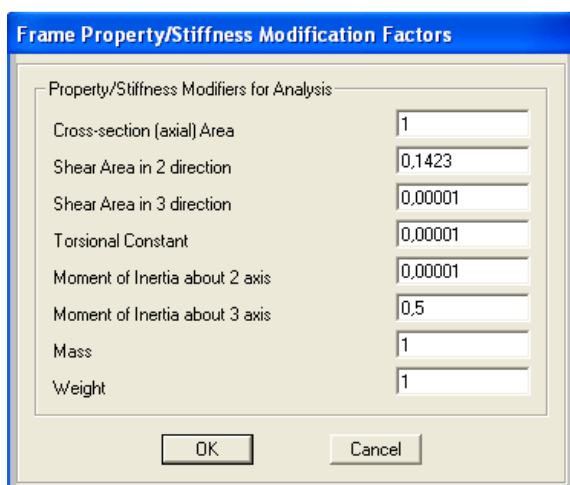 Frame Property/Stiffness Modification Factors
Property/Stiffness Modifiers for Analysis
Cross-section (axial) Area 1
Shear Area in 2 direction 0,1423
Shear Area in 3 direction 0,00001
Torsional Constant 0,00001
Moment of Inertia about 2 axis 0,00001
Moment of Inertia about 3 axis 0,5
Mass 1
Weight 1
OK Cancel